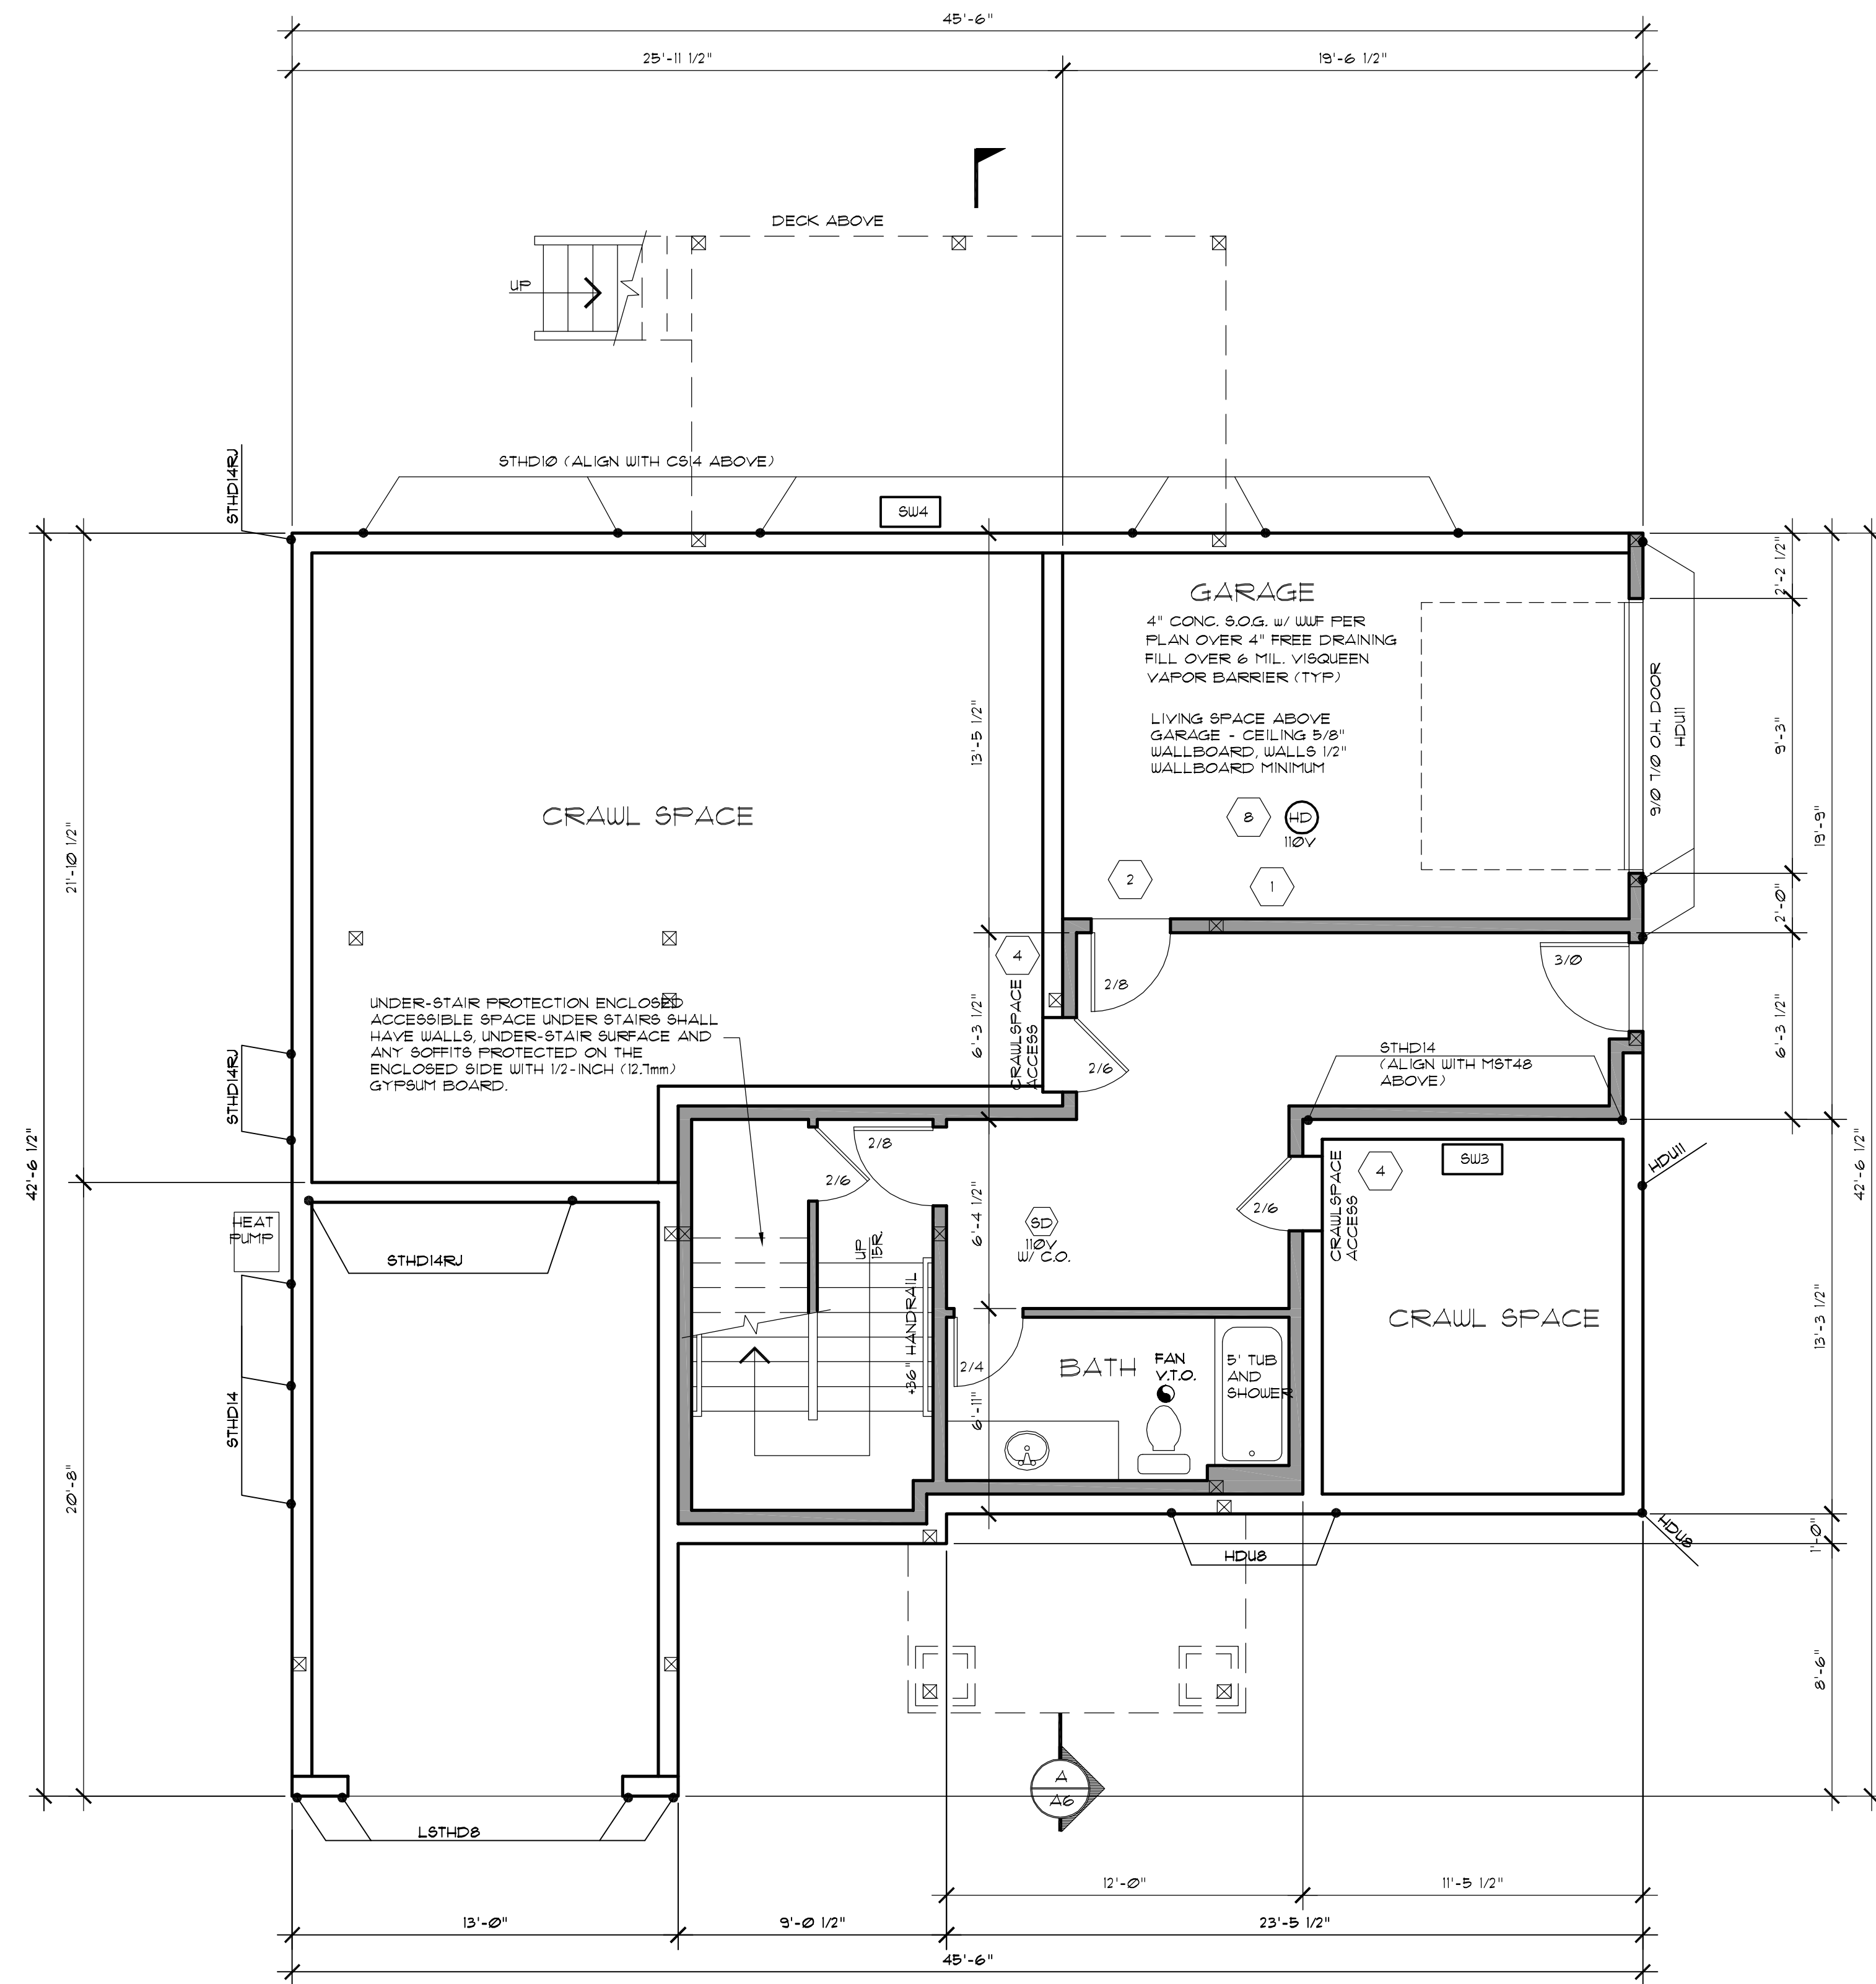 45'-6"
25'-11 1/2"
19'-6 1/2"
DECK ABOVE
UP
STHD14RJ
STHD10 (ALIGN WITH CS14 ABOVE)
SW4
2'-2 1/2"
GARAGE
4" CONC. S.O.G. w/ WWF PER
PLAN OVER 4" FREE DRAINING
FILL OVER 6 MIL. VISQUEEN
VAPOR BARRIER (TYP)
LIVING SPACE ABOVE
GARAGE - CEILING 5/8"
WALLBOARD, WALLS 1/2"
WALLBOARD MINIMUM
9/0 7/0 O.H. DOOR
HDU11
13'-5 1/2"
9'-3"
CRAWL SPACE
8
HD
110V
19'-9"
21'-10 1/2"
2
1
2'-0"
4
3/0
2/8
CRAWLSPACE
ACCESS
UNDER-STAIR PROTECTION ENCLOSED
ACCESSIBLE SPACE UNDER STAIRS SHALL
HAVE WALLS, UNDER-STAIR SURFACE AND
ANY SOFFITS PROTECTED ON THE
ENCLOSED SIDE WITH 1/2-INCH (12.7mm)
GYPSUM BOARD.
6'-3 1/2"
6'-3 1/2"
2/6
STHD14
(ALIGN WITH MST48
ABOVE)
STHD14RJ
42'-6 1/2"
42'-6 1/2"
2/8
2/6
SW3
4
HDU11
CRAWLSPACE
ACCESS
2/6
6'-4 1/2"
HEAT
PUMP
STHD14RJ
UP
15R.
SD
110V
W/ C.O.
+36" HANDRAIL
CRAWL SPACE
13'-3 1/2"
2/4
BATH
FAN
V.T.O.
5' TUB
AND
SHOWER
6'-11"
STHD14
20'-8"
HDU8
HDU8
1'-0"
8'-6"
A
A6
LSTHD8
12'-0"
11'-5 1/2"
13'-0"
9'-0 1/2"
23'-5 1/2"
45'-6"